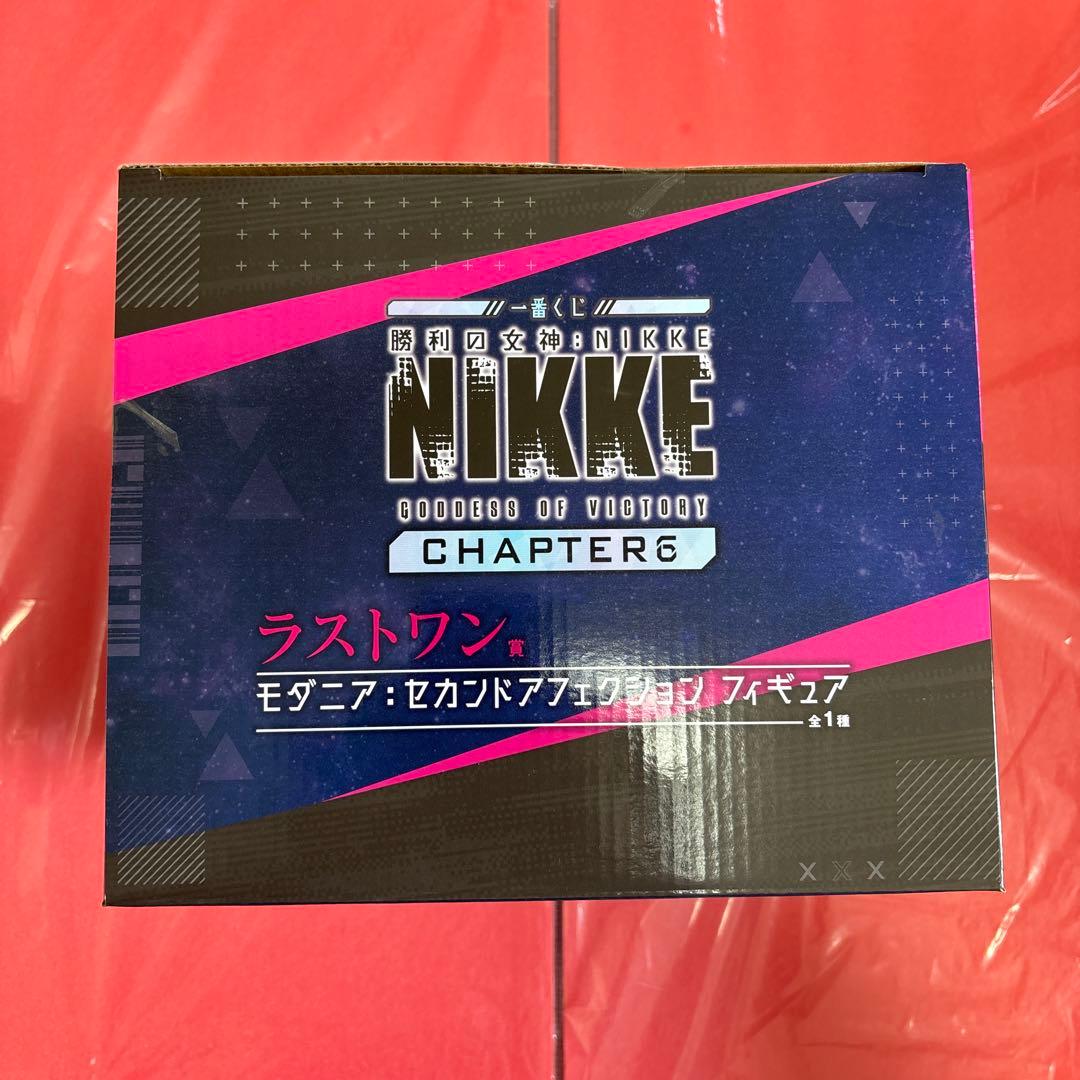 一番くじ
勝利の女神:NIKKE
NIKKE
GODDESS OF VICTORY
CHAPTER6
ラストワン賞
モダニア:セカンドアフェクション フィギュア
全1種
X X X